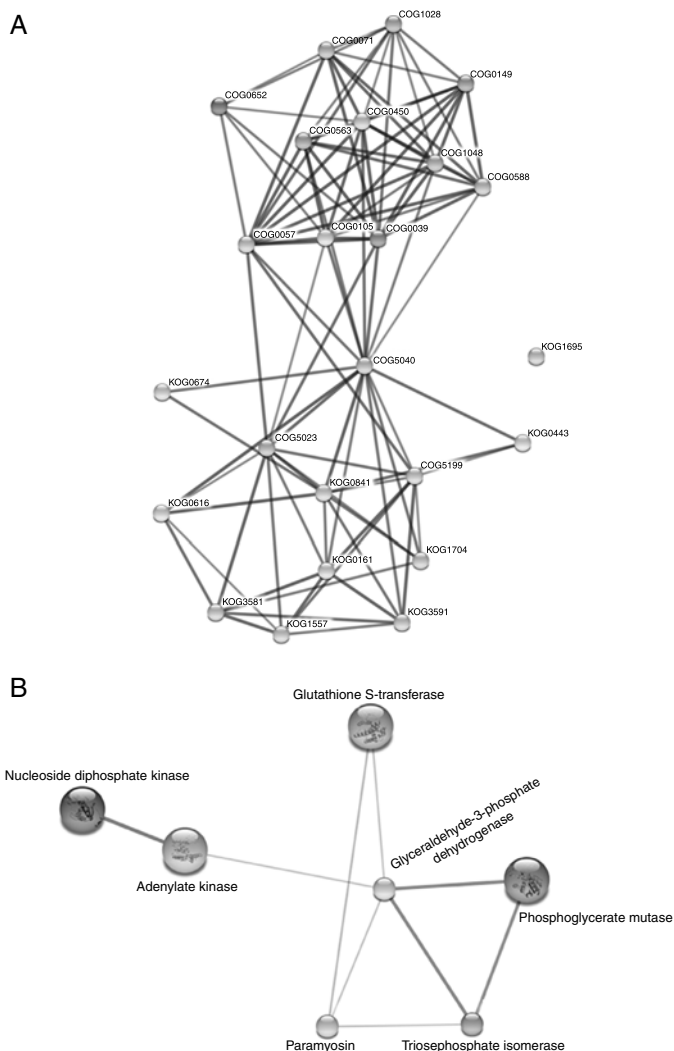 A
COG1028
COG0071
COG0149
COG0652
COG0450
COG0563
COG1048
COG0588
COG0057
COG0105
COG0039
KOG1695
COG5040
KOG0674
KOG0443
COG5023
COG5199
KOG0841
KOG0616
KOG1704
KOG0161
KOG3581
KOG1557
KOG3591
B
Glutathione S-transferase
Nucleoside diphosphate kinase
Glyceraldehyde-3-phosphate
dehydrogenase
Adenylate kinase
Phosphoglycerate mutase
Paramyosin
Triosephosphate isomerase